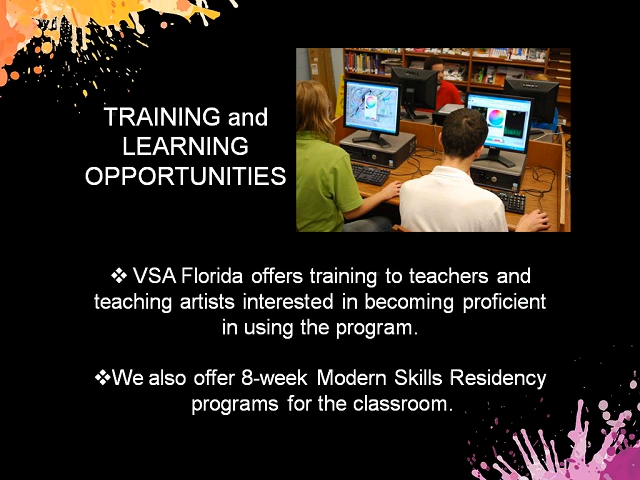 TRAINING and
LEARNING
OPPORTUNITIES
❖ VSA Florida offers training to teachers and
teaching artists interested in becoming proficient
in using the program.
❖We also offer 8-week Modern Skills Residency
programs for the classroom.